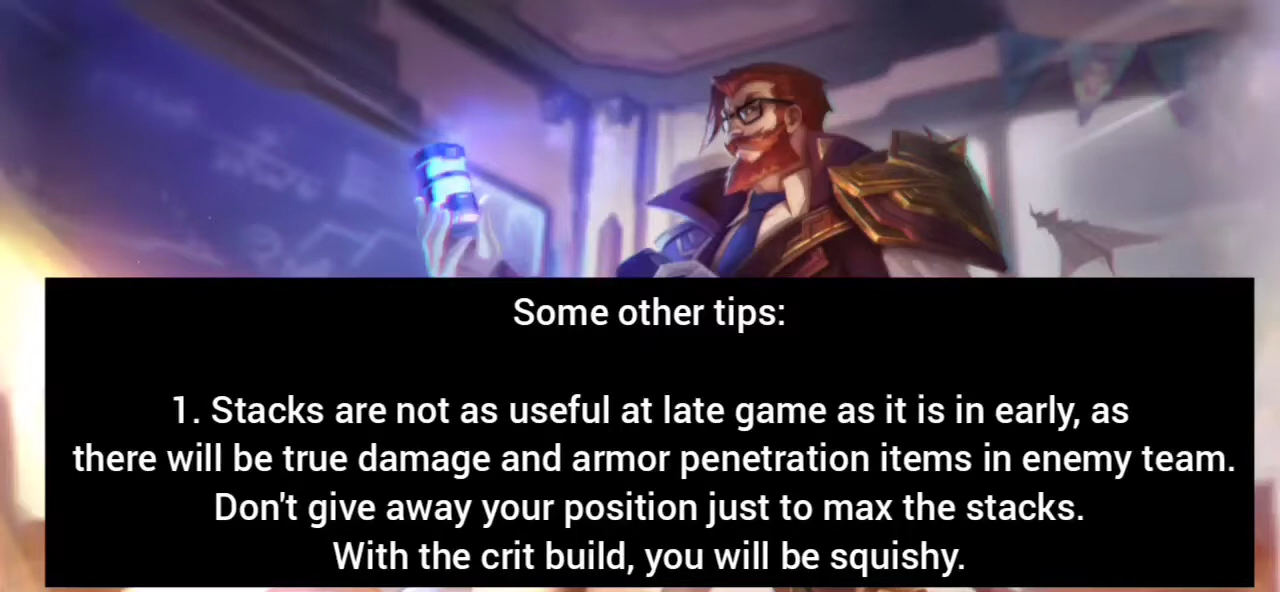 Some other tips:
1. Stacks are not as useful at late game as it is in early, as
there will be true damage and armor penetration items in enemy team.
Don't give away your position just to max the stacks.
With the crit build, you will be squishy.